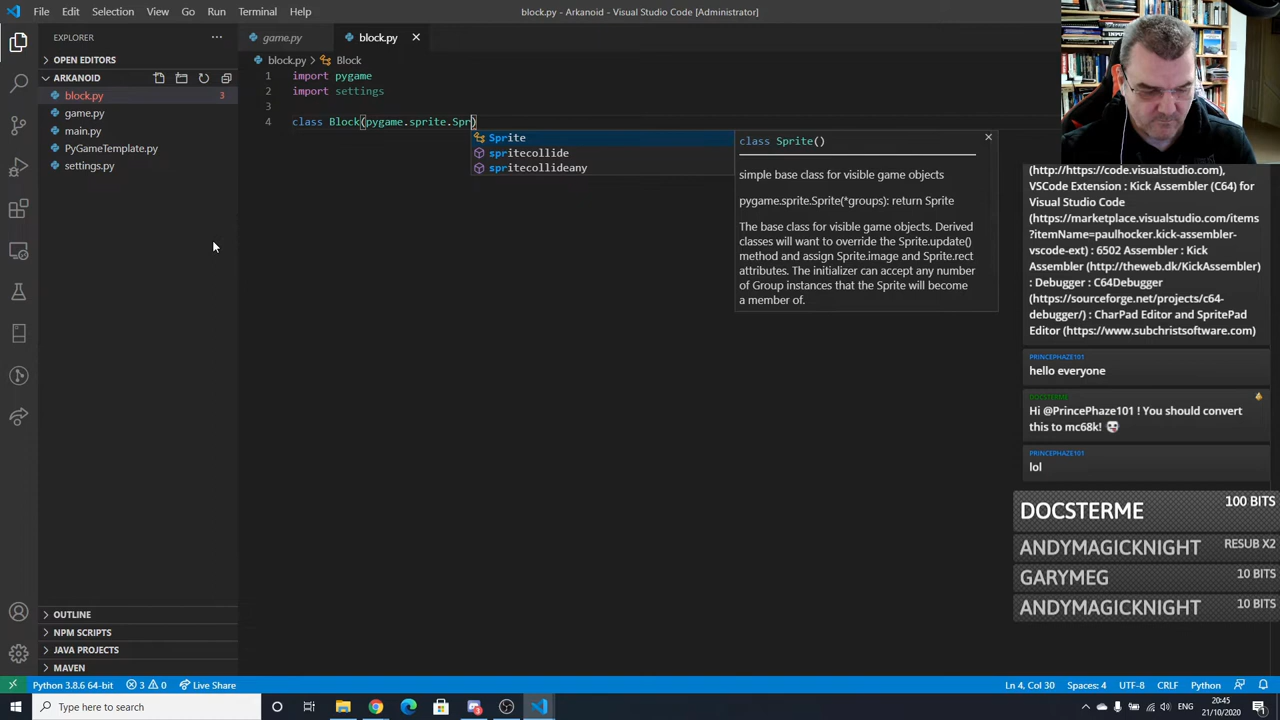 File Edit Selection View Go Run Terminal Help
block.py - Arkanoid - Visual Studio Code [Administrator]
EXPLORER
OPEN EDITORS
ARKANOID
block.py 3
game.py
main.py
PyGameTemplate.py
settings.py
OUTLINE
NPM SCRIPTS
JAVA PROJECTS
MAVEN
game.py block.py
block.py > Block
1 import pygame
2 import settings
3
4 class Block(pygame.sprite.Spr)
Sprite
spritecollide
spritecollideany
class Sprite()
simple base class for visible game objects
pygame.sprite.Sprite(*groups): return Sprite
The base class for visible game objects. Derived
classes will want to override the Sprite.update()
method and assign Sprite.image and Sprite.rect
attributes. The initializer can accept any number
of Group instances that the Sprite will become
a member of.
(http://https://code.visualstudio.com),
VSCode Extension : Kick Assembler (C64) for
Visual Studio Code
(https://marketplace.visualstudio.com/items
?itemName=paulhocker.kick-assembler-
vscode-ext) : 6502 Assembler : Kick
Assembler (http://theweb.dk/KickAssembler)
: Debugger : C64Debugger
(https://sourceforge.net/projects/c64-
debugger/) : CharPad Editor and SpritePad
Editor (https://www.subchristsoftware.com)
PRINCEPHAZE101
hello everyone
DOCSTERME
Hi @PrincePhaze101 ! You should convert
this to mc68k!
PRINCEPHAZE101
lol
DOCSTERME 100 BITS
ANDYMAGICKNIGHT RESUB X2
GARYMEG 10 BITS
ANDYMAGICKNIGHT 10 BITS
Python 3.8.6 64-bit 3 0 Live Share
Ln 4, Col 30 Spaces: 4 UTF-8 CRLF Python
Type here to search
ENG
20:45
21/10/2020